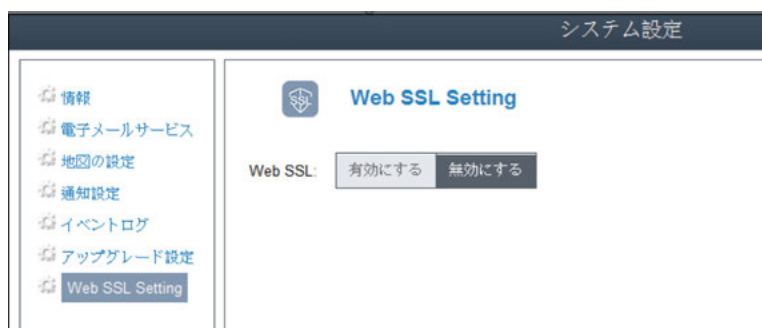 システム設定
情報
電子メールサービス
地図の設定
通知設定
イベントログ
アップグレード設定
Web SSL Setting
SSL
Web SSL Setting
Web SSL:
有効にする
無効にする